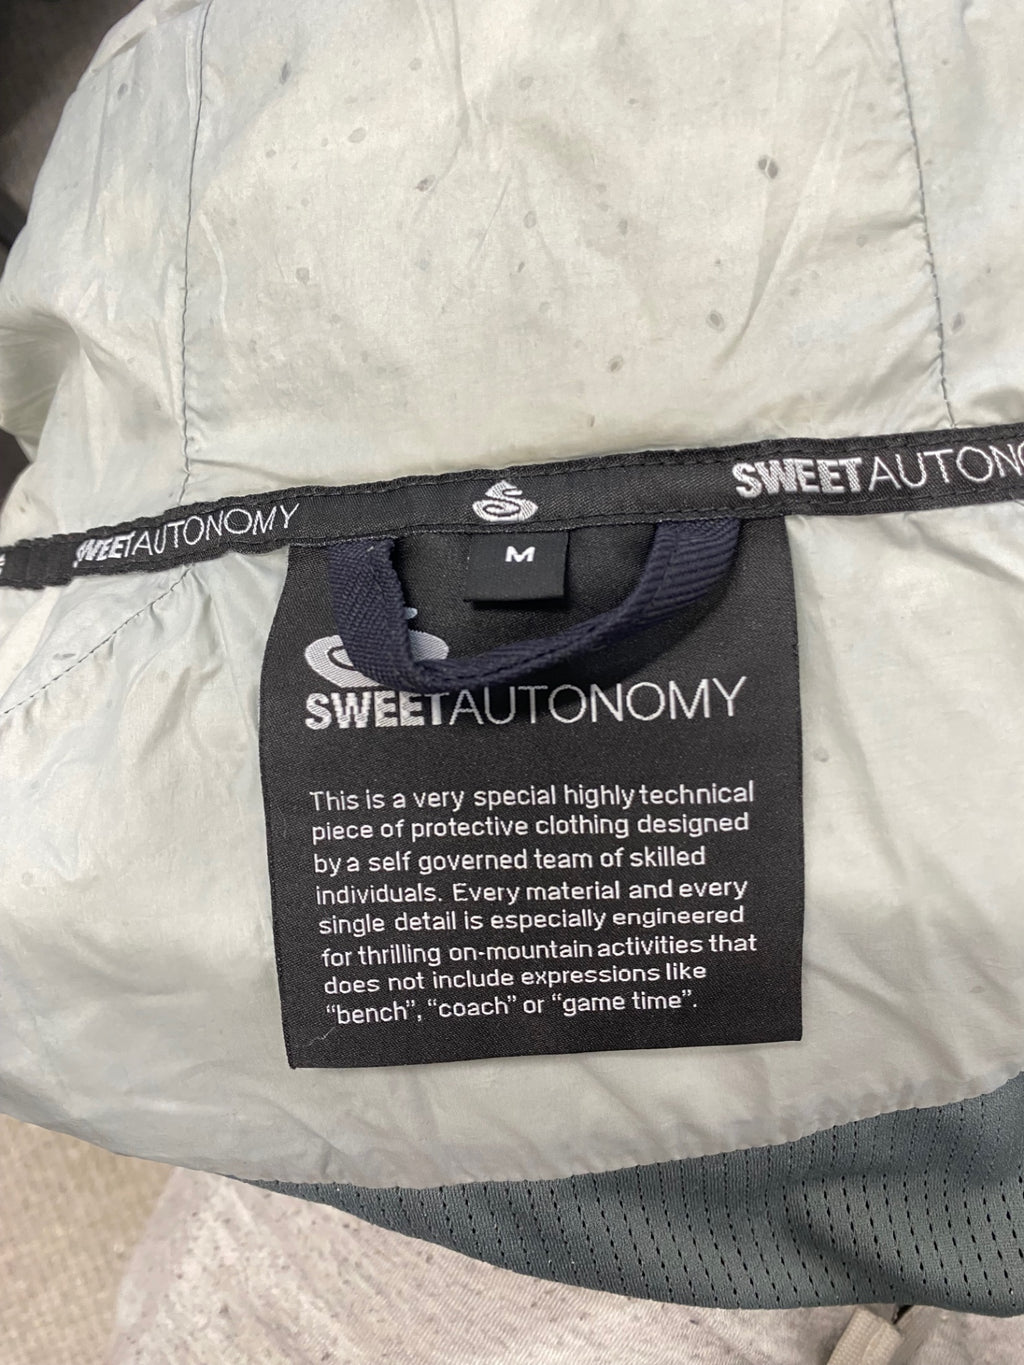 SWEETAUTONOMY
SWEETAUTONO
M
SWEETAUTONOMY
This is a very special highly technical
piece of protective clothing designed
by a self governed team of skilled
individuals. Every material and every
single detail is especially engineered
for thrilling on-mountain activities that
does not include expressions like
“bench”, “coach” or “game time”.